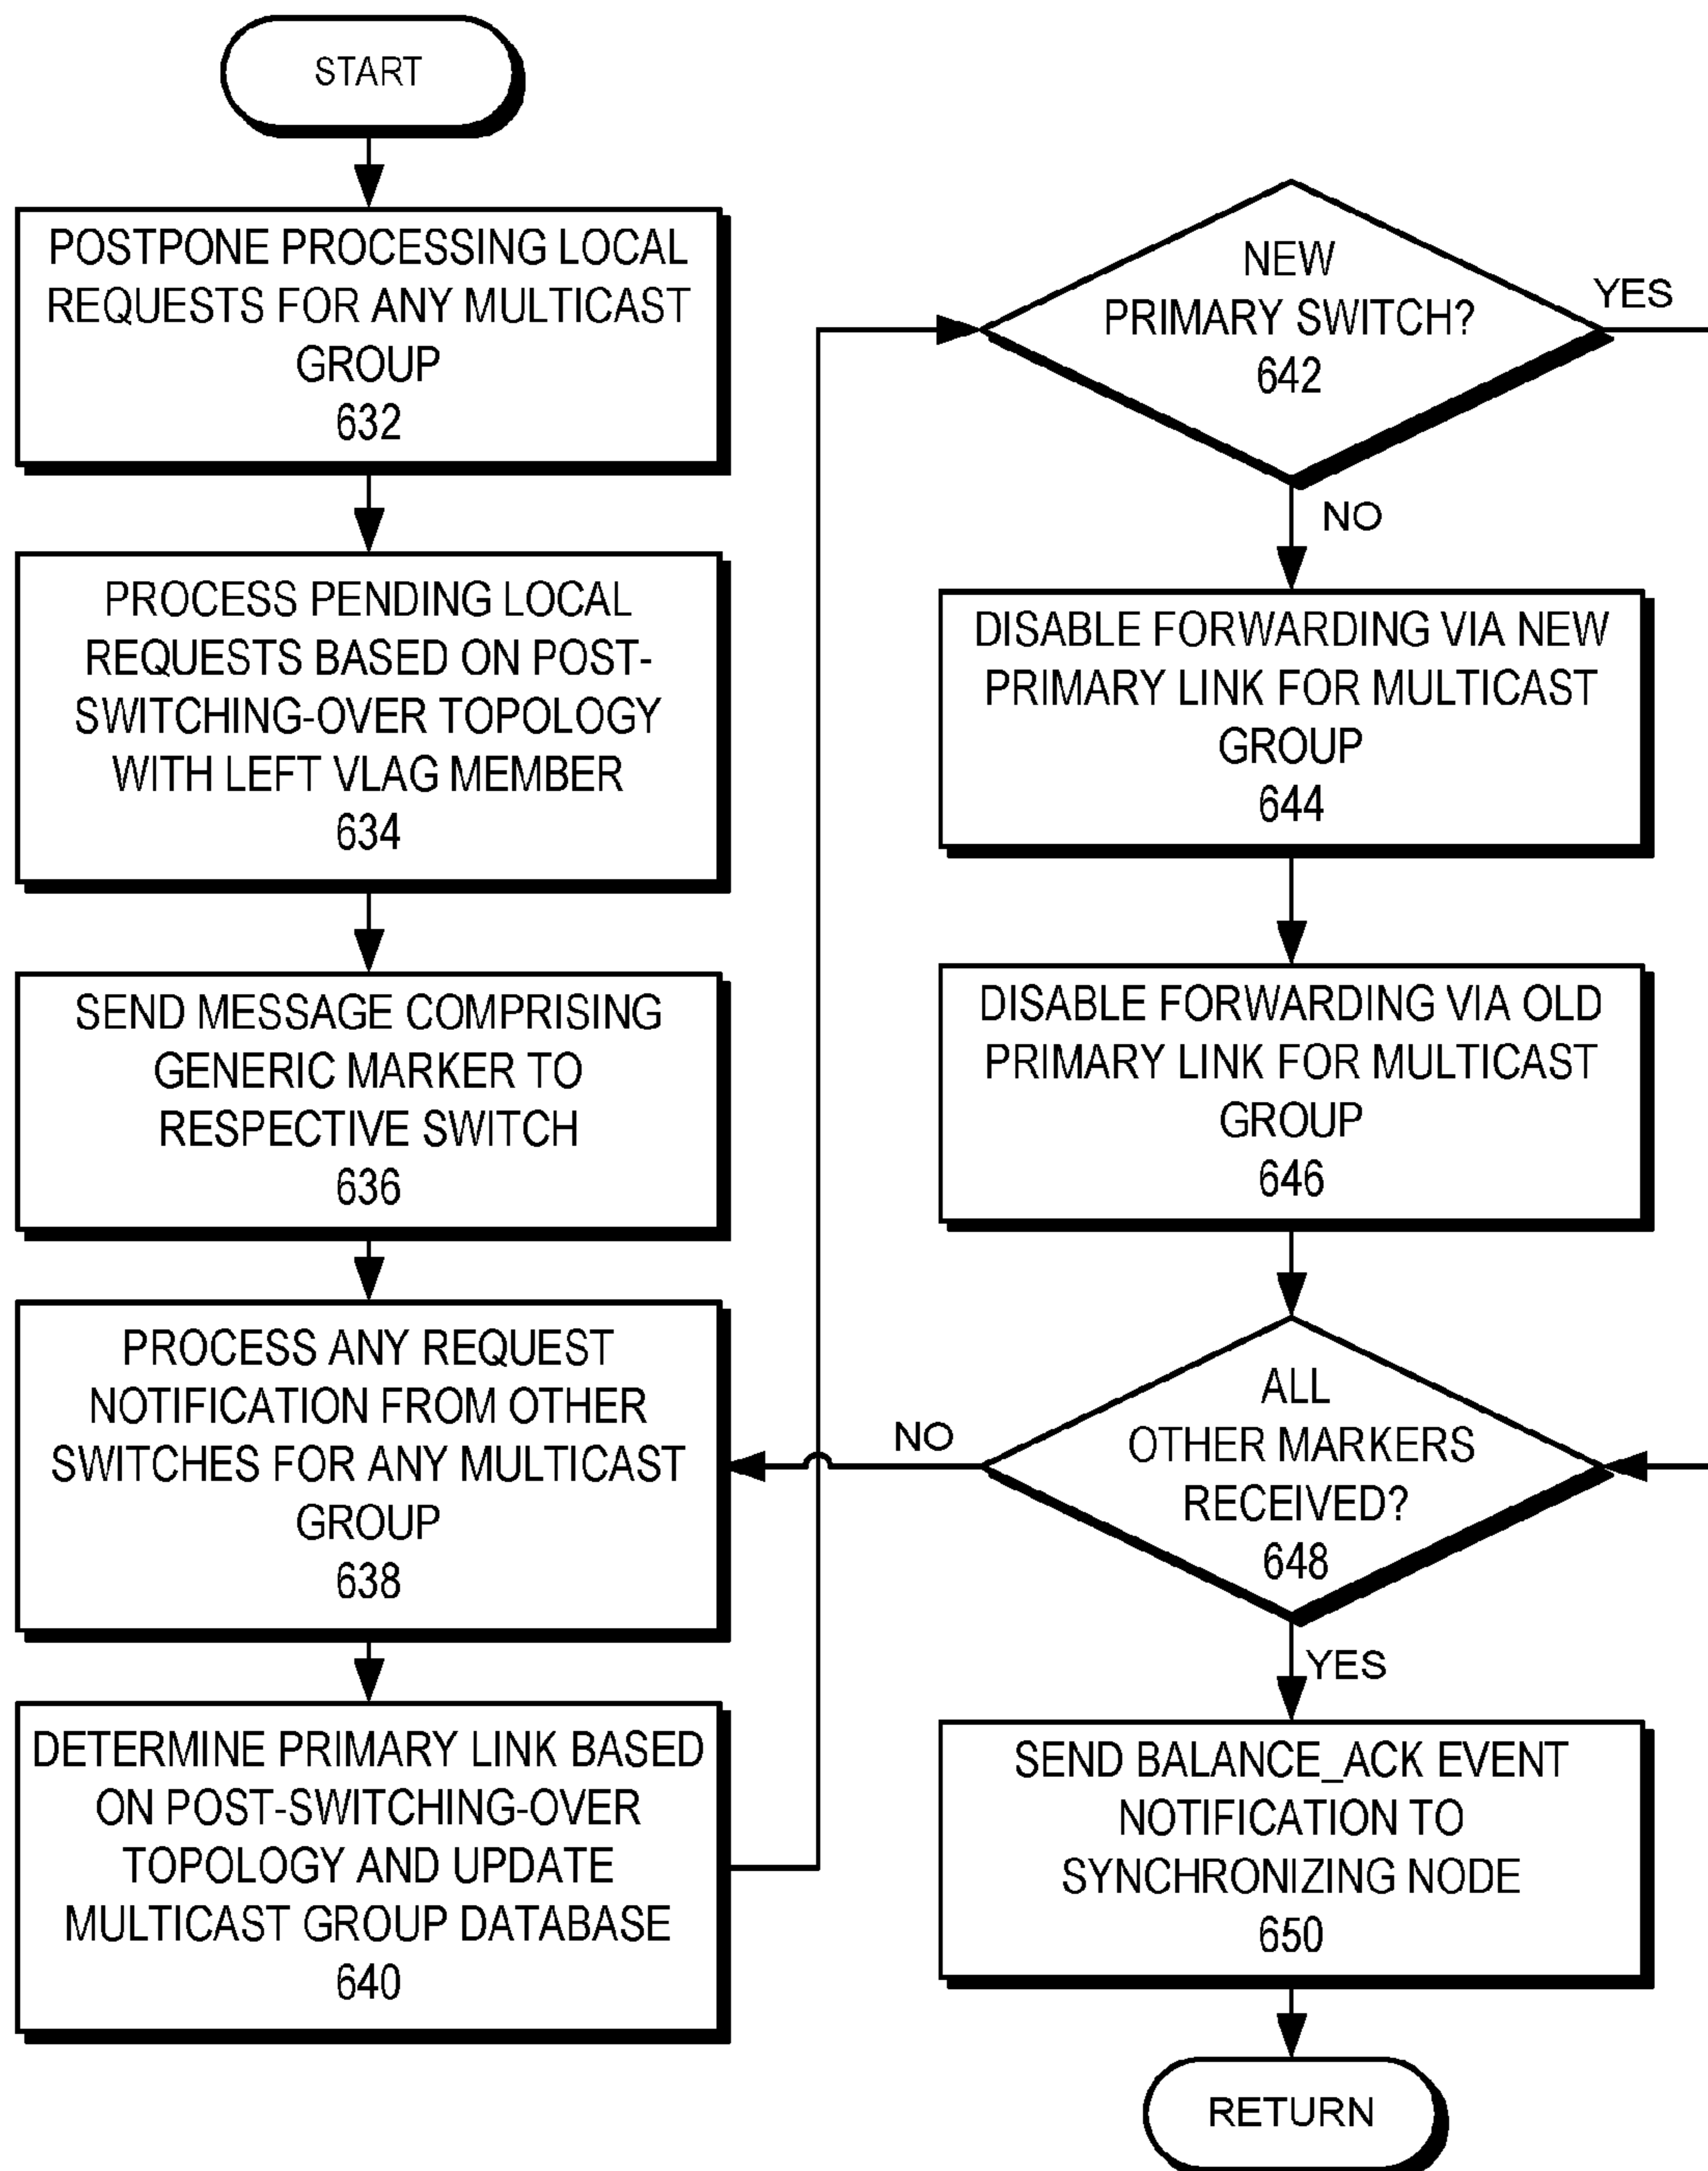 START
POSTPONE PROCESSING LOCAL
REQUESTS FOR ANY MULTICAST
GROUP
632
PROCESS PENDING LOCAL
REQUESTS BASED ON POST-
SWITCHING-OVER TOPOLOGY
WITH LEFT VLAG MEMBER
634
SEND MESSAGE COMPRISING
GENERIC MARKER TO
RESPECTIVE SWITCH
636
PROCESS ANY REQUEST
NOTIFICATION FROM OTHER
SWITCHES FOR ANY MULTICAST
GROUP
638
DETERMINE PRIMARY LINK BASED
ON POST-SWITCHING-OVER
TOPOLOGY AND UPDATE
MULTICAST GROUP DATABASE
640
NEW
PRIMARY SWITCH?
642
YES
NO
DISABLE FORWARDING VIA NEW
PRIMARY LINK FOR MULTICAST
GROUP
644
DISABLE FORWARDING VIA OLD
PRIMARY LINK FOR MULTICAST
GROUP
646
ALL
OTHER MARKERS
RECEIVED?
648
NO
YES
SEND BALANCE_ACK EVENT
NOTIFICATION TO
SYNCHRONIZING NODE
650
RETURN